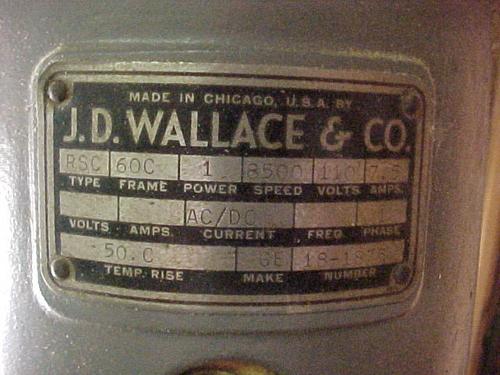 MADE IN CHICAGO, U.S.A. BY
J.D. WALLACE & CO.
RSC 60C 1 8500 110 7.5
TYPE FRAME POWER SPEED VOLTS AMPS.
AC/DC
VOLTS AMPS. CURRENT FREQ. PHASE
50.C GE
TEMP. RISE MAKE NUMBER